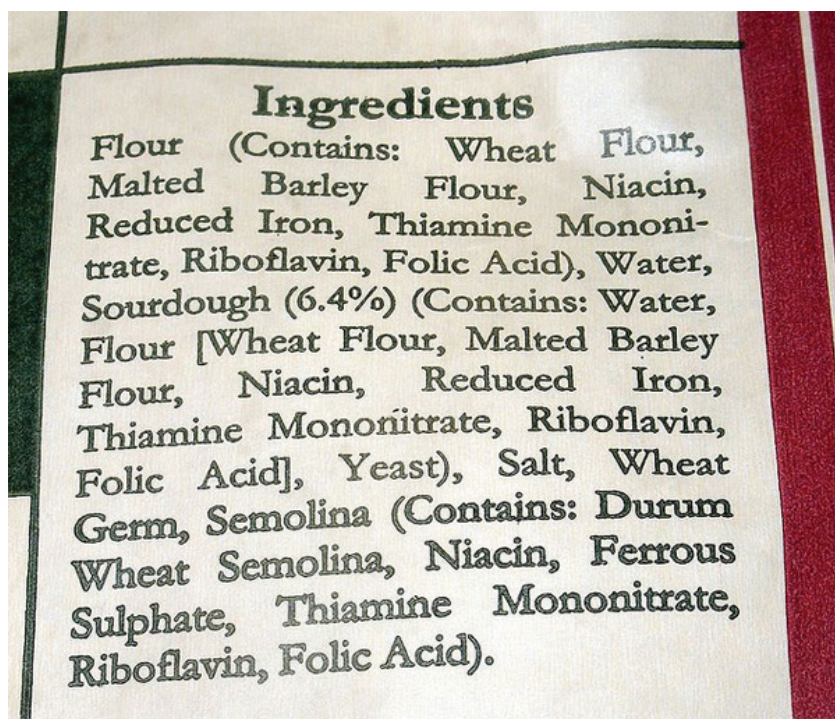 Ingredients
Flour (Contains: Wheat Flour,
Malted Barley Flour, Niacin,
Reduced Iron, Thiamine Mononi-
trate, Riboflavin, Folic Acid), Water,
Sourdough (6.4%) (Contains: Water,
Flour [Wheat Flour, Malted Barley
Flour, Niacin, Reduced Iron,
Thiamine Mononitrate, Riboflavin,
Folic Acid], Yeast), Salt, Wheat
Germ, Semolina (Contains: Durum
Wheat Semolina, Niacin, Ferrous
Sulphate, Thiamine Mononitrate,
Riboflavin, Folic Acid).